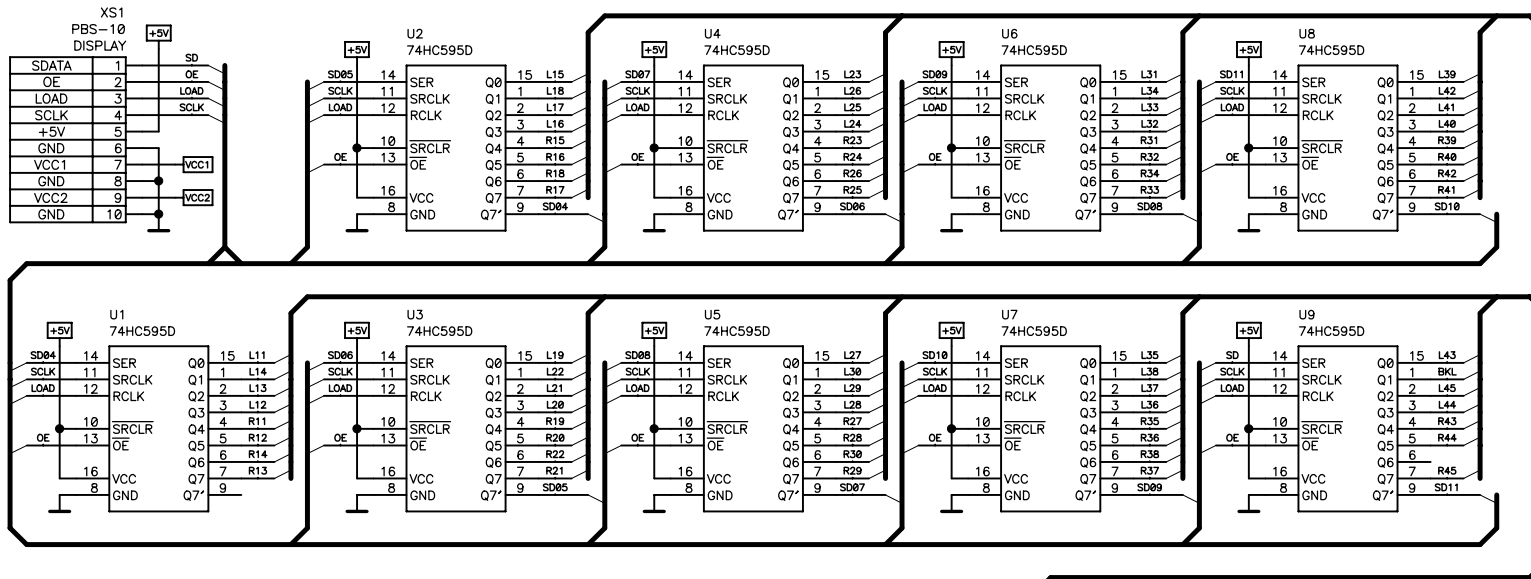 XS1
PBS-10
DISPLAY
+5V
SDATA 1 SD
OE 2 OE
LOAD 3 LOAD
SCLK 4 SCLK
+5V 5
GND 6
VCC1 7 VCC1
GND 8
VCC2 9 VCC2
GND 10
U2
74HC595D
+5V
SD05 14 SER Q0 15 L15
SCLK 11 SRCLK Q1 1 L18
LOAD 12 RCLK Q2 2 L17
Q3 3 L16
10 SRCLR Q4 4 R15
OE 13 OE Q5 5 R16
Q6 6 R18
16 VCC Q7 7 R17
8 GND Q7' 9 SD04
U4
74HC595D
+5V
SD07 14 SER Q0 15 L23
SCLK 11 SRCLK Q1 1 L26
LOAD 12 RCLK Q2 2 L25
Q3 3 L24
10 SRCLR Q4 4 R23
OE 13 OE Q5 5 R24
Q6 6 R26
16 VCC Q7 7 R25
8 GND Q7' 9 SD06
U6
74HC595D
+5V
SD09 14 SER Q0 15 L31
SCLK 11 SRCLK Q1 1 L34
LOAD 12 RCLK Q2 2 L33
Q3 3 L32
10 SRCLR Q4 4 R31
OE 13 OE Q5 5 R32
Q6 6 R34
16 VCC Q7 7 R33
8 GND Q7' 9 SD08
U8
74HC595D
+5V
SD11 14 SER Q0 15 L39
SCLK 11 SRCLK Q1 1 L42
LOAD 12 RCLK Q2 2 L41
Q3 3 L40
10 SRCLR Q4 4 R39
OE 13 OE Q5 5 R40
Q6 6 R42
16 VCC Q7 7 R41
8 GND Q7' 9 SD10
U1
74HC595D
+5V
SD04 14 SER Q0 15 L11
SCLK 11 SRCLK Q1 1 L14
LOAD 12 RCLK Q2 2 L13
Q3 3 L12
10 SRCLR Q4 4 R11
OE 13 OE Q5 5 R12
Q6 6 R14
16 VCC Q7 7 R13
8 GND Q7' 9
U3
74HC595D
+5V
SD06 14 SER Q0 15 L19
SCLK 11 SRCLK Q1 1 L22
LOAD 12 RCLK Q2 2 L21
Q3 3 L20
10 SRCLR Q4 4 R19
OE 13 OE Q5 5 R20
Q6 6 R22
16 VCC Q7 7 R21
8 GND Q7' 9 SD05
U5
74HC595D
+5V
SD08 14 SER Q0 15 L27
SCLK 11 SRCLK Q1 1 L30
LOAD 12 RCLK Q2 2 L29
Q3 3 L28
10 SRCLR Q4 4 R27
OE 13 OE Q5 5 R28
Q6 6 R30
16 VCC Q7 7 R29
8 GND Q7' 9 SD07
U7
74HC595D
+5V
SD10 14 SER Q0 15 L35
SCLK 11 SRCLK Q1 1 L38
LOAD 12 RCLK Q2 2 L37
Q3 3 L36
10 SRCLR Q4 4 R35
OE 13 OE Q5 5 R36
Q6 6 R38
16 VCC Q7 7 R37
8 GND Q7' 9 SD09
U9
74HC595D
+5V
SD 14 SER Q0 15 L43
SCLK 11 SRCLK Q1 1 BKL
LOAD 12 RCLK Q2 2 L45
Q3 3 L44
10 SRCLR Q4 4 R43
OE 13 OE Q5 5 R44
Q6 6
16 VCC Q7 7 R45
8 GND Q7' 9 SD11